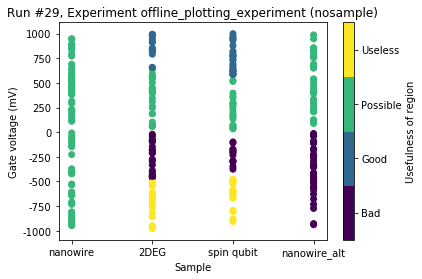 Run #29, Experiment offline_plotting_experiment (nosample)
1000
750
500
250
0
-250
-500
-750
-1000
Gate voltage (mV)
nanowire
2DEG
spin qubit
nanowire_alt
Sample
Useless
Possible
Good
Bad
Usefulness of region